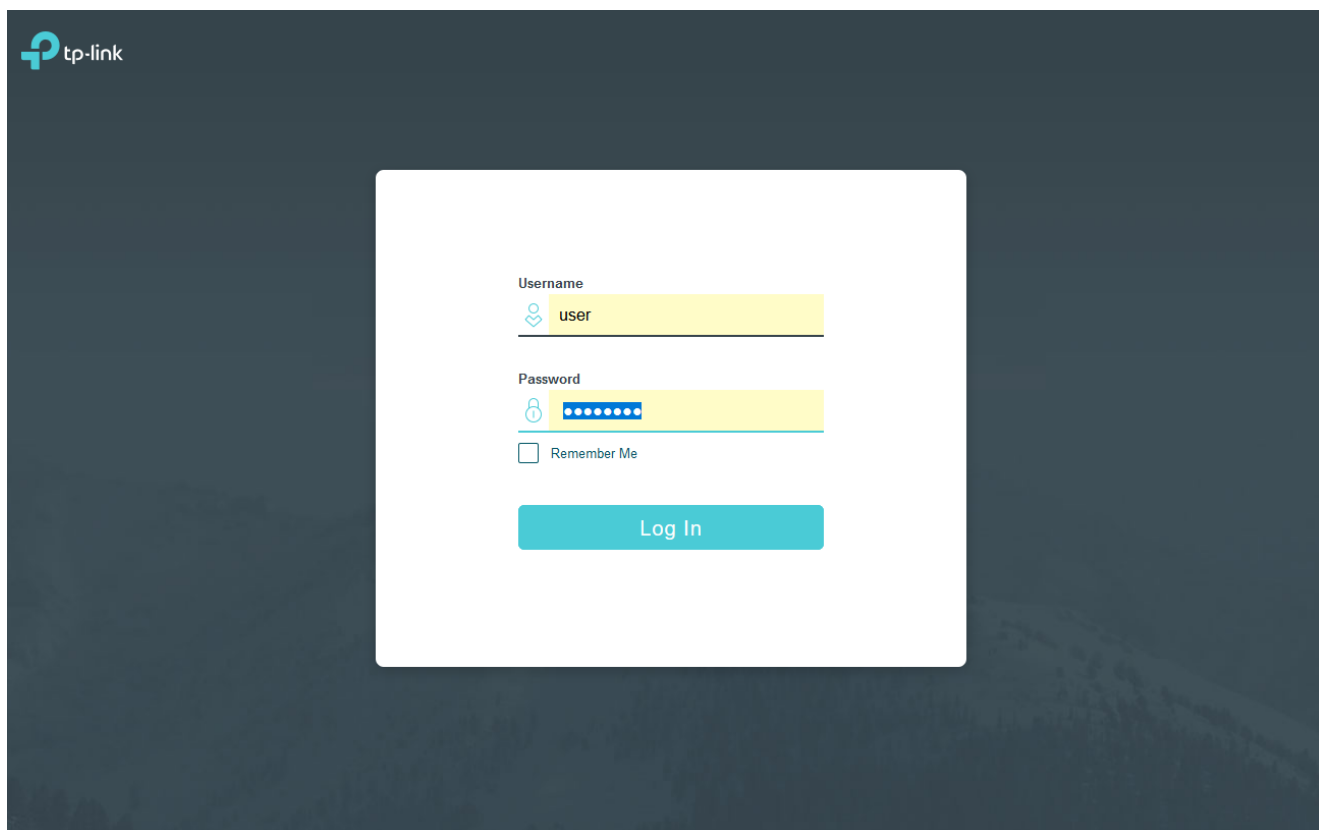 tp-link
Username
user
Password
••••••••
Remember Me
Log In